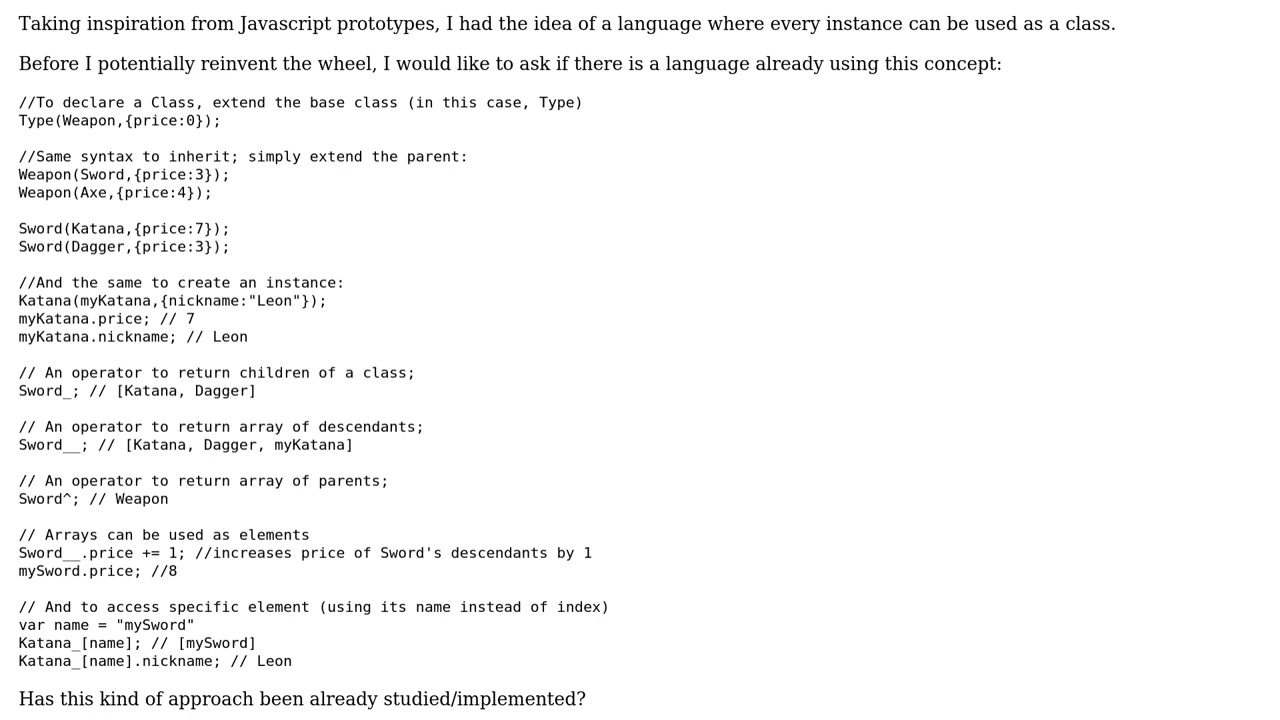 Taking inspiration from Javascript prototypes, I had the idea of a language where every instance can be used as a class.
Before I potentially reinvent the wheel, I would like to ask if there is a language already using this concept:
//To declare a Class, extend the base class (in this case, Type)
Type(Weapon,{price:0});
//Same syntax to inherit; simply extend the parent:
Weapon(Sword,{price:3});
Weapon(Axe,{price:4});
Sword(Katana,{price:7});
Sword(Dagger,{price:3});
//And the same to create an instance:
Katana(myKatana,{nickname:"Leon"});
myKatana.price; // 7
myKatana.nickname; // Leon
// An operator to return children of a class;
Sword_; // [Katana, Dagger]
// An operator to return array of descendants;
Sword__; // [Katana, Dagger, myKatana]
// An operator to return array of parents;
Sword^; // Weapon
// Arrays can be used as elements
Sword__.price += 1; //increases price of Sword's descendants by 1
mySword.price; //8
// And to access specific element (using its name instead of index)
var name = "mySword"
Katana_[name]; // [mySword]
Katana_[name].nickname; // Leon
Has this kind of approach been already studied/implemented?